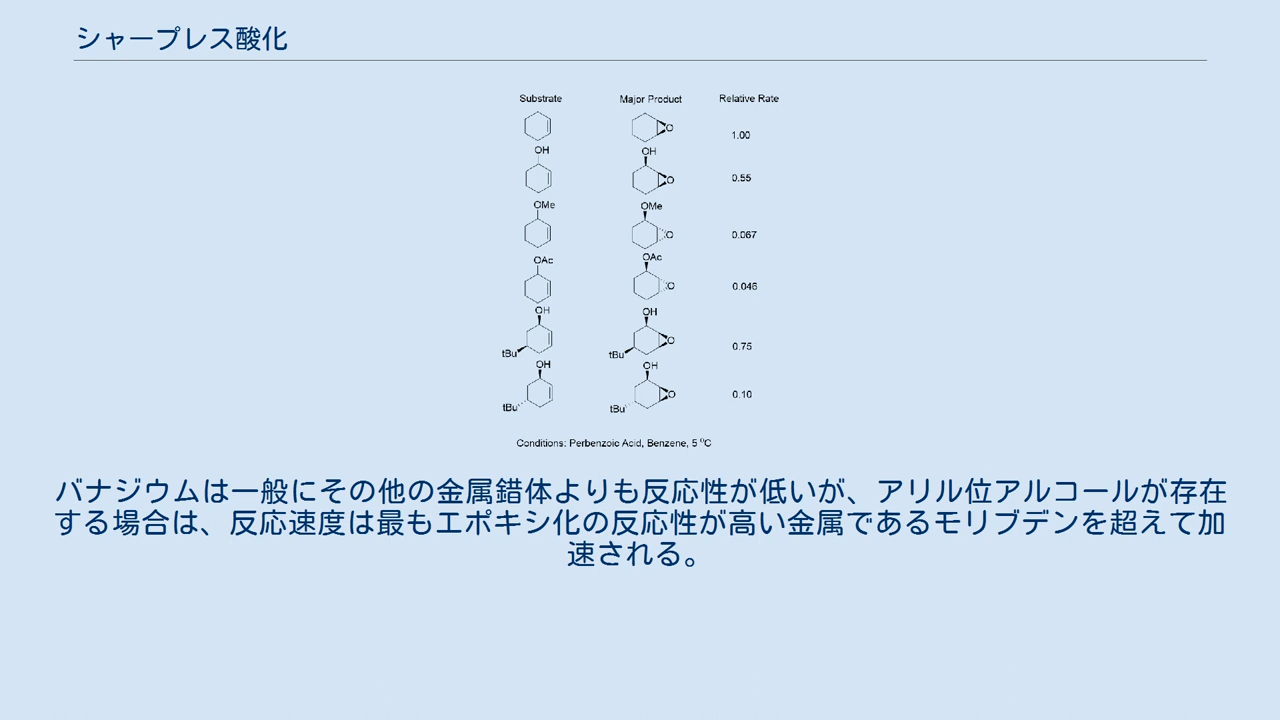 シャープレス酸化
Substrate Major Product Relative Rate
O 1.00
OH OH
O 0.55
OMe OMe
O 0.067
OAc OAc
O 0.046
OH OH
tBu tBu O 0.75
OH OH
tBu tBu O 0.10
Conditions: Perbenzoic Acid, Benzene, 5 ⁰C
バナジウムは一般にその他の金属錯体よりも反応性が低いが、アリル位アルコールが存在
する場合は、反応速度は最もエポキシ化の反応性が高い金属であるモリブデンを超えて加
速される。